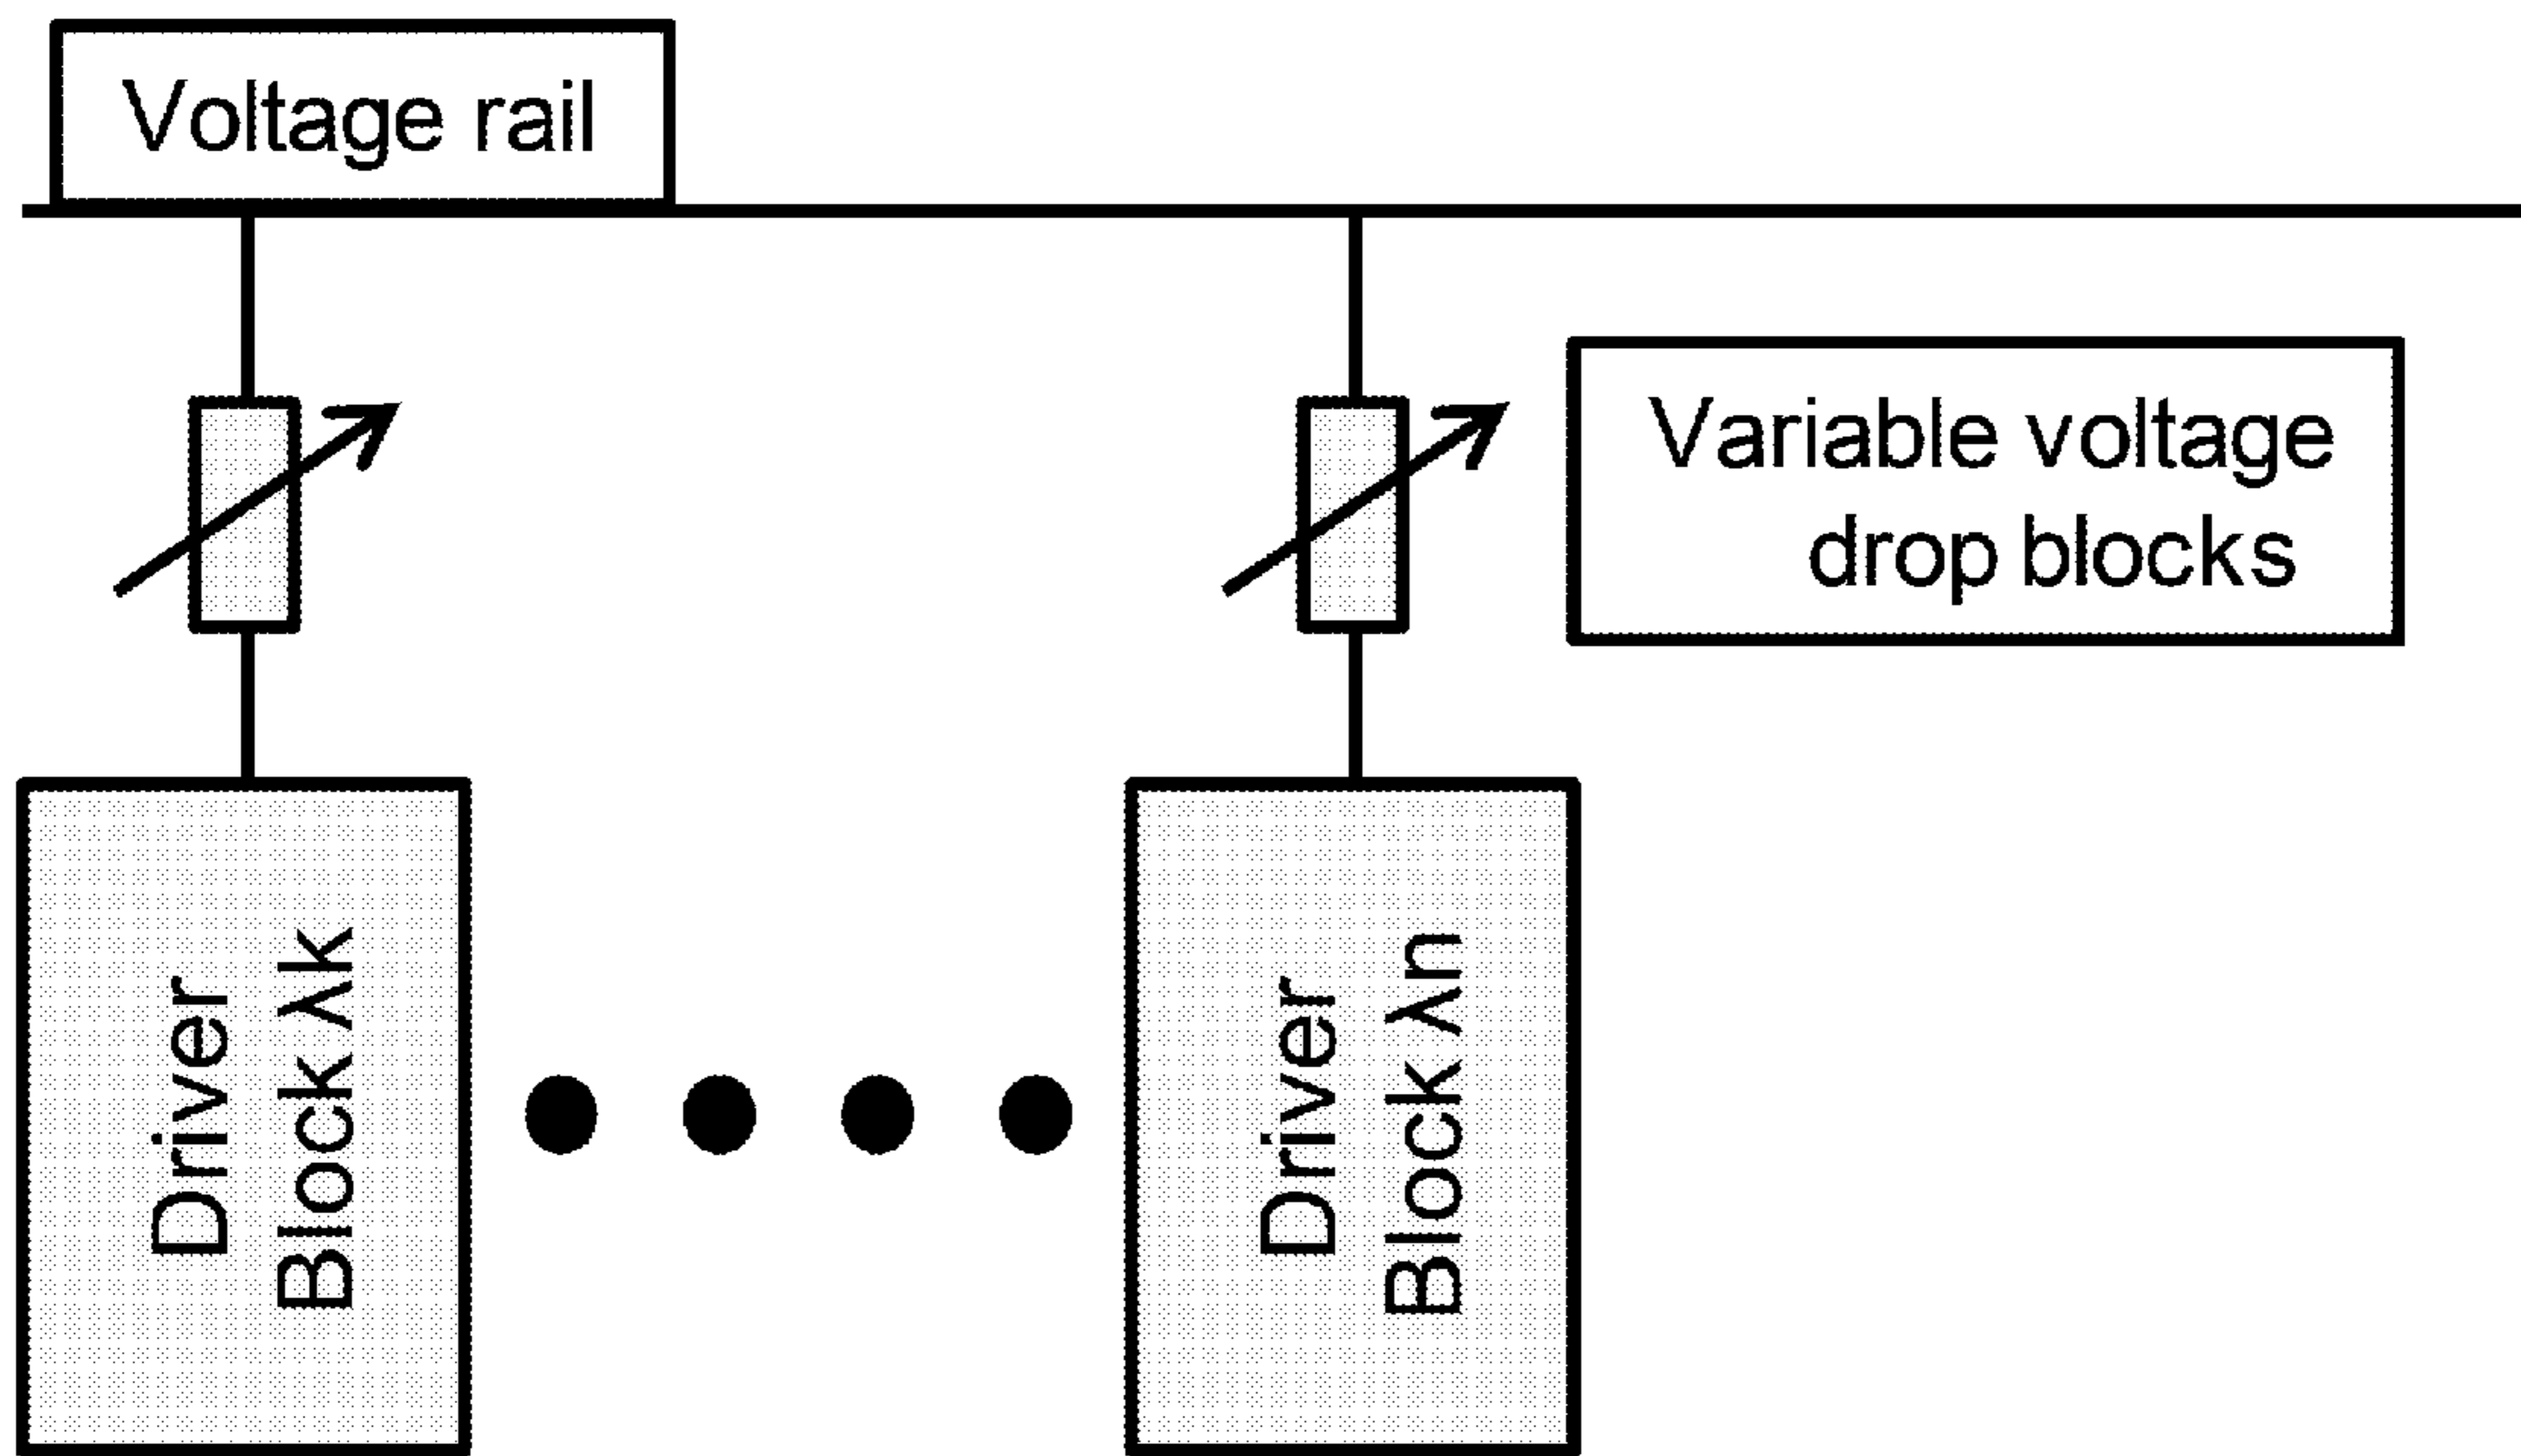 Voltage rail
Variable voltage
drop blocks
Driver
Block λk
Driver
Block λn